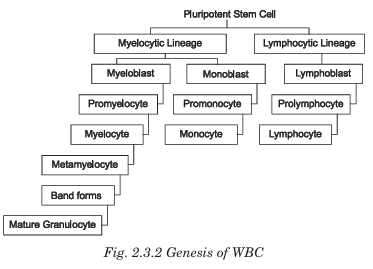 Pluripotent Stem Cell
Myelocytic Lineage Lymphocytic Lineage
Myeloblast Monoblast Lymphoblast
Promyelocyte Promonocyte Prolymphocyte
Myelocyte Monocyte Lymphocyte
Metamyelocyte
Band forms
Mature Granulocyte
Fig. 2.3.2 Genesis of WBC